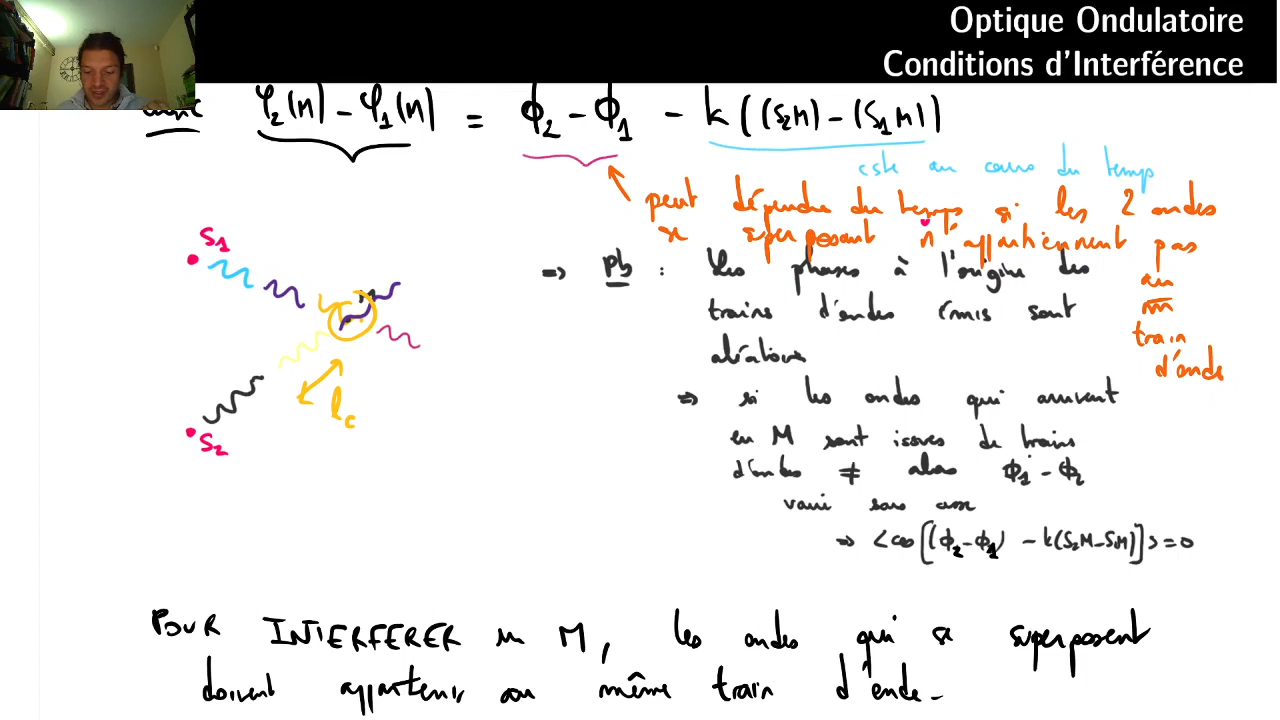 Optique Ondulatoire
Conditions d'Interférence
donc φ₂(M) - φ₁(M) = ϕ₂ - ϕ₁ - k((S₂M) - (S₁M))
cste au cours du temps
peut dépendre du temps si les 2 ondes
se superposant n'appartiennent pas
au
m̅
train
d'onde
S₁
S₂
lc
=> Pb : Les phases à l'origine des
trains d'ondes émis sont
aléatoires
=> si les ondes qui arrivent
en M sont issues de trains
d'ondes ≠ alors ϕ₁ - ϕ₂
varie sans cesse
=> <cos[(ϕ₂-ϕ₁) - k(S₂M-S₁M)]> = 0
POUR INTERFERER en M, les ondes qui se superposent
doivent appartenir au même train d'onde.